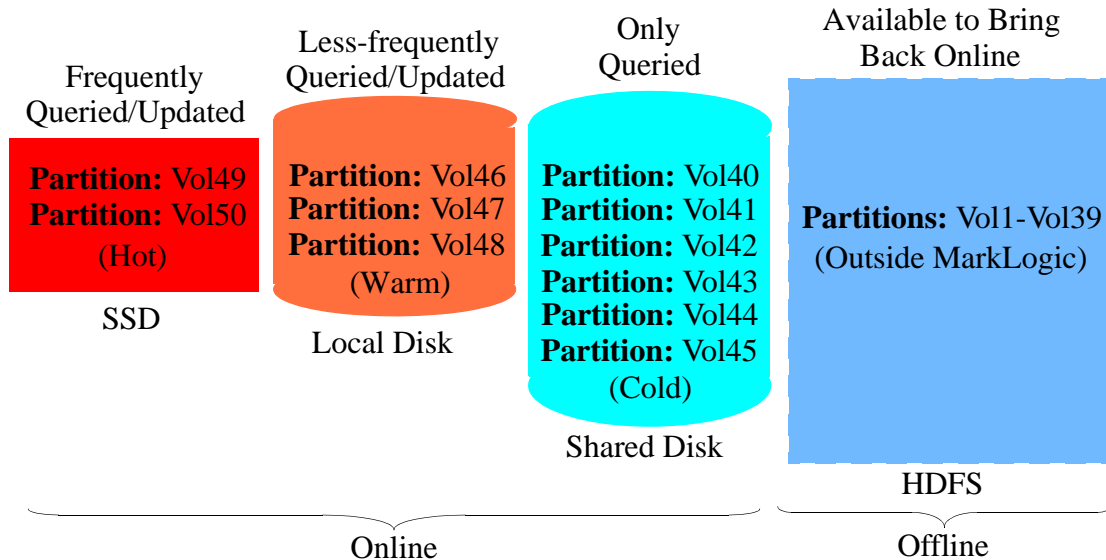 Frequently
Queried/Updated
Partition: Vol49
Partition: Vol50
(Hot)
SSD
Less-frequently
Queried/Updated
Partition: Vol46
Partition: Vol47
Partition: Vol48
(Warm)
Local Disk
Only
Queried
Partition: Vol40
Partition: Vol41
Partition: Vol42
Partition: Vol43
Partition: Vol44
Partition: Vol45
(Cold)
Shared Disk
Available to Bring
Back Online
Partitions: Vol1-Vol39
(Outside MarkLogic)
HDFS
Online
Offline